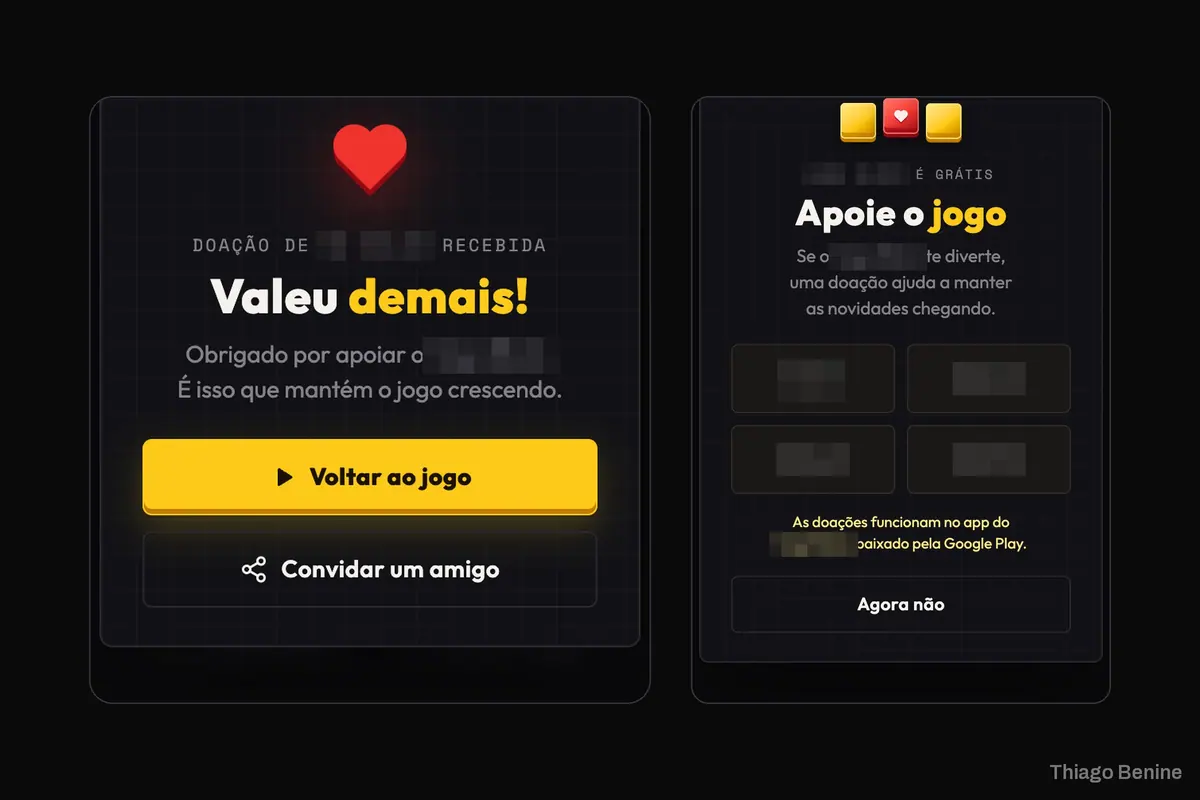 DOAÇÃO DE RECEBIDA
Valeu demais!
Obrigado por apoiar o
É isso que mantém o jogo crescendo.
Voltar ao jogo
Convidar um amigo
É GRÁTIS
Apoie o jogo
Se o te diverte,
uma doação ajuda a manter
as novidades chegando.
As doações funcionam no app do
baixado pela Google Play.
Agora não
Thiago Benine